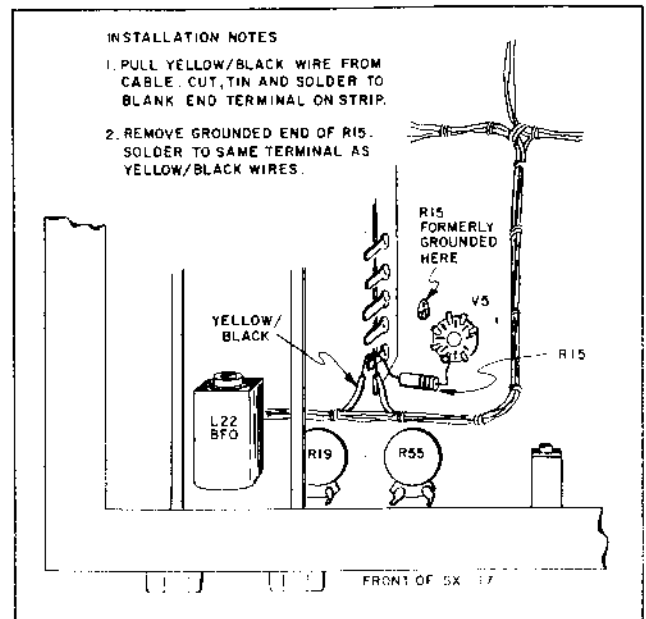 INSTALLATION NOTES
1. PULL YELLOW/BLACK WIRE FROM
CABLE. CUT, TIN AND SOLDER TO
BLANK END TERMINAL ON STRIP.
2. REMOVE GROUNDED END OF R15.
SOLDER TO SAME TERMINAL AS
YELLOW/BLACK WIRES.
R15
FORMERLY
GROUNDED
HERE
V5
YELLOW/
BLACK
R15
L22
BFO
R19
R55
FRONT OF SX 17